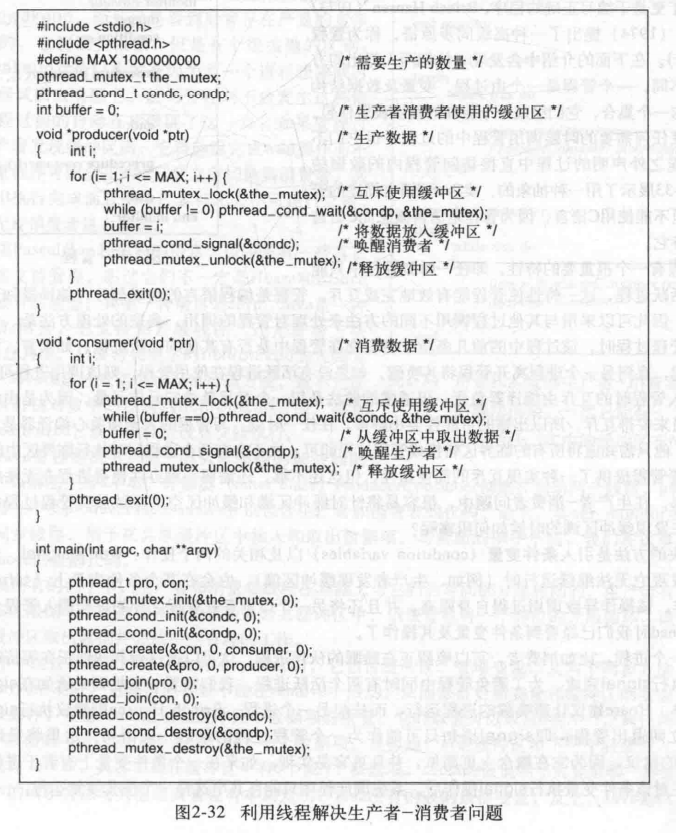 #include <stdio.h>
#include <pthread.h>
#define MAX 1000000000 /* 需要生产的数量 */
pthread_mutex_t the_mutex;
pthread_cond_t condc, condp;
int buffer = 0; /* 生产者消费者使用的缓冲区 */
void *producer(void *ptr) /* 生产数据 */
{ int i;
for (i= 1; i <= MAX; i++) {
pthread_mutex_lock(&the_mutex); /* 互斥使用缓冲区 */
while (buffer != 0) pthread_cond_wait(&condp, &the_mutex);
buffer = i; /* 将数据放入缓冲区 */
pthread_cond_signal(&condc); /* 唤醒消费者 */
pthread_mutex_unlock(&the_mutex); /*释放缓冲区 */
}
pthread_exit(0);
}
void *consumer(void *ptr) /* 消费数据 */
{ int i;
for (i = 1; i <= MAX; i++) {
pthread_mutex_lock(&the_mutex); /* 互斥使用缓冲区 */
while (buffer ==0) pthread_cond_wait(&condc, &the_mutex);
buffer = 0; /* 从缓冲区中取出数据 */
pthread_cond_signal(&condp); /* 唤醒生产者 */
pthread_mutex_unlock(&the_mutex); /* 释放缓冲区 */
}
pthread_exit(0);
}
int main(int argc, char **argv)
{
pthread_t pro, con;
pthread_mutex_init(&the_mutex, 0);
pthread_cond_init(&condc, 0);
pthread_cond_init(&condp, 0);
pthread_create(&con, 0, consumer, 0);
pthread_create(&pro, 0, producer, 0);
pthread_join(pro, 0);
pthread_join(con, 0);
pthread_cond_destroy(&condc);
pthread_cond_destroy(&condp);
pthread_mutex_destroy(&the_mutex);
}
图2-32 利用线程解决生产者-消费者问题